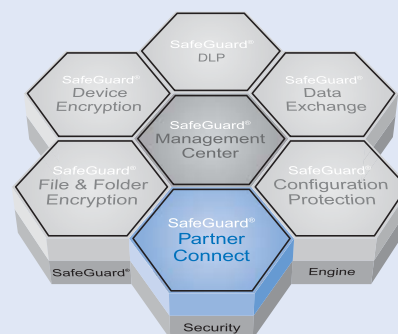 SafeGuard®
DLP
SafeGuard®
Device
Encryption
SafeGuard®
Data
Exchange
SafeGuard®
Management
Center
SafeGuard®
File & Folder
Encryption
SafeGuard®
Configuration
Protection
SafeGuard®
Partner
Connect
SafeGuard®
Security
Engine